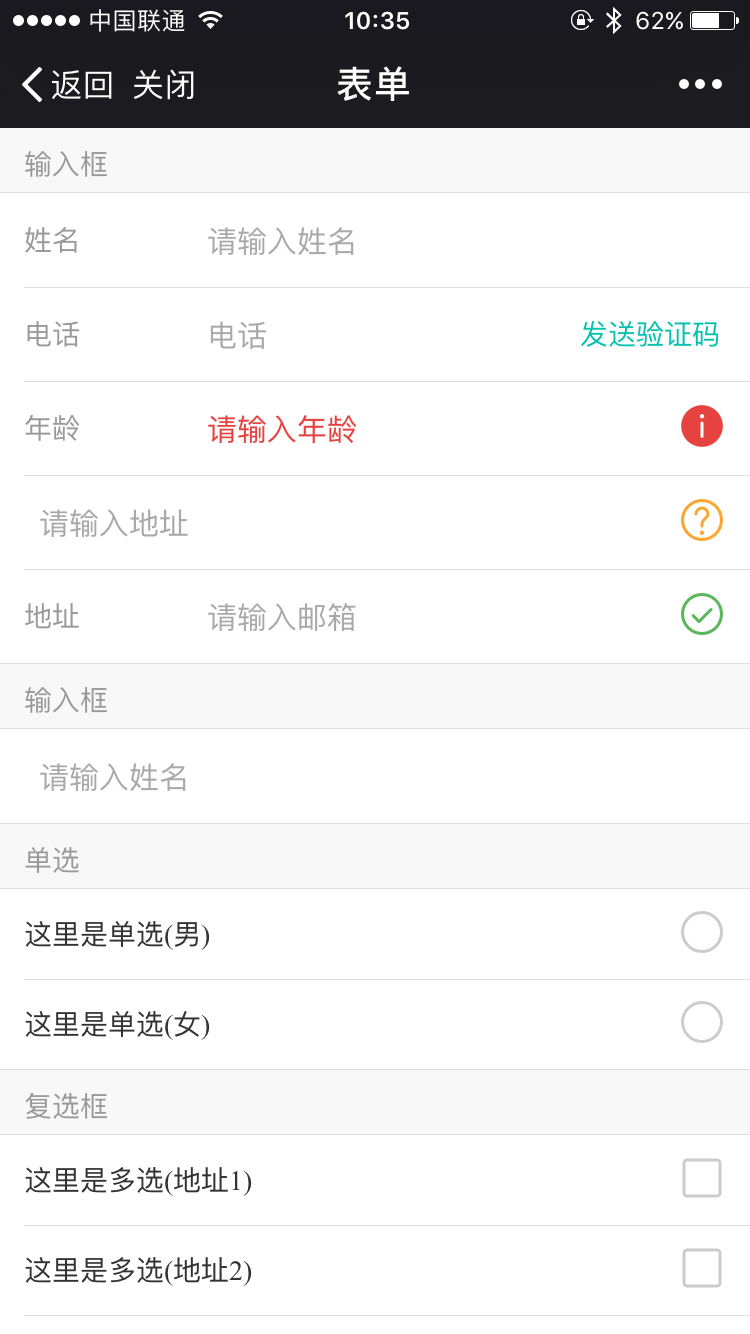 中国联通 10:35 62%
返回 关闭 表单
输入框
姓名 请输入姓名
电话 电话 发送验证码
年龄 请输入年龄
请输入地址
地址 请输入邮箱
输入框
请输入姓名
单选
这里是单选(男)
这里是单选(女)
复选框
这里是多选(地址1)
这里是多选(地址2)